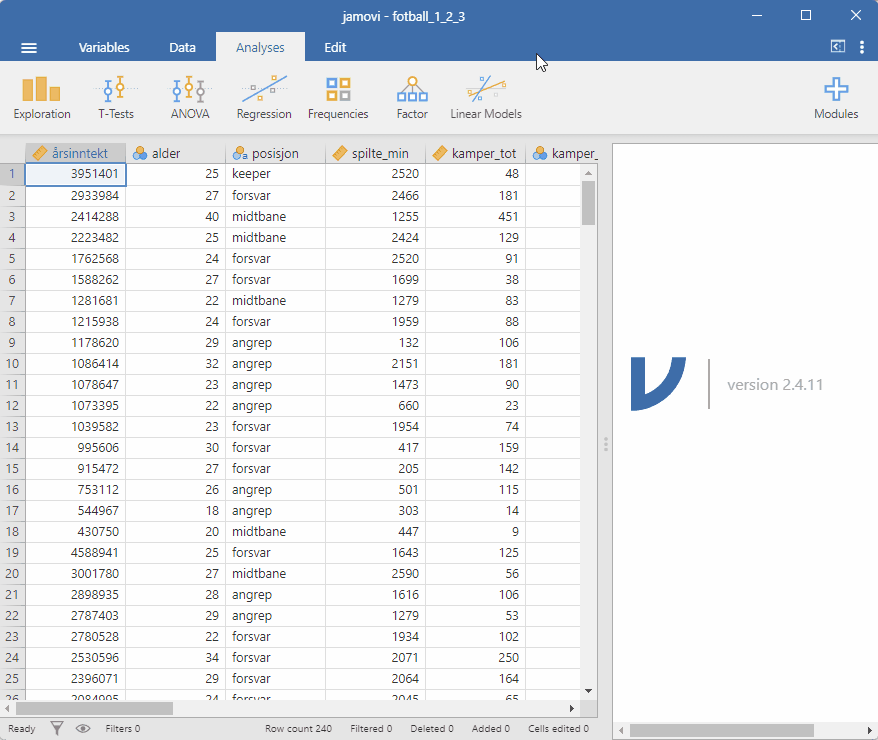 jamovi - fotball_1_2_3
Variables Data Analyses Edit
Exploration T-Tests ANOVA Regression Frequencies Factor Linear Models Modules
årsinntekt alder a posisjon spilte_min kamper_tot kamper_
1 3951401 25 keeper 2520 48
2 2933984 27 forsvar 2466 181
3 2414288 40 midtbane 1255 451
4 2223482 25 midtbane 2424 129
5 1762568 24 forsvar 2520 91
6 1588262 27 forsvar 1699 38
7 1281681 22 midtbane 1279 83
8 1215938 24 forsvar 1959 88
9 1178620 29 angrep 132 106
10 1086414 32 angrep 2151 181
11 1078647 23 angrep 1473 90
12 1073395 22 angrep 660 23
13 1039582 23 forsvar 1954 74
14 995606 30 forsvar 417 159
15 915472 27 forsvar 205 142
16 753112 26 angrep 501 115
17 544967 18 angrep 303 14
18 430750 20 midtbane 447 9
19 4588941 25 forsvar 1643 125
20 3001780 27 midtbane 2590 56
21 2898935 28 angrep 1616 106
22 2787403 29 angrep 1279 53
23 2780528 22 forsvar 1934 102
24 2530596 34 forsvar 2071 250
25 2396071 29 forsvar 2064 164
26 2084995 24 forsvar 2045 65
version 2.4.11
Ready Filters 0 Row count 240 Filtered 0 Deleted 0 Added 0 Cells edited 0